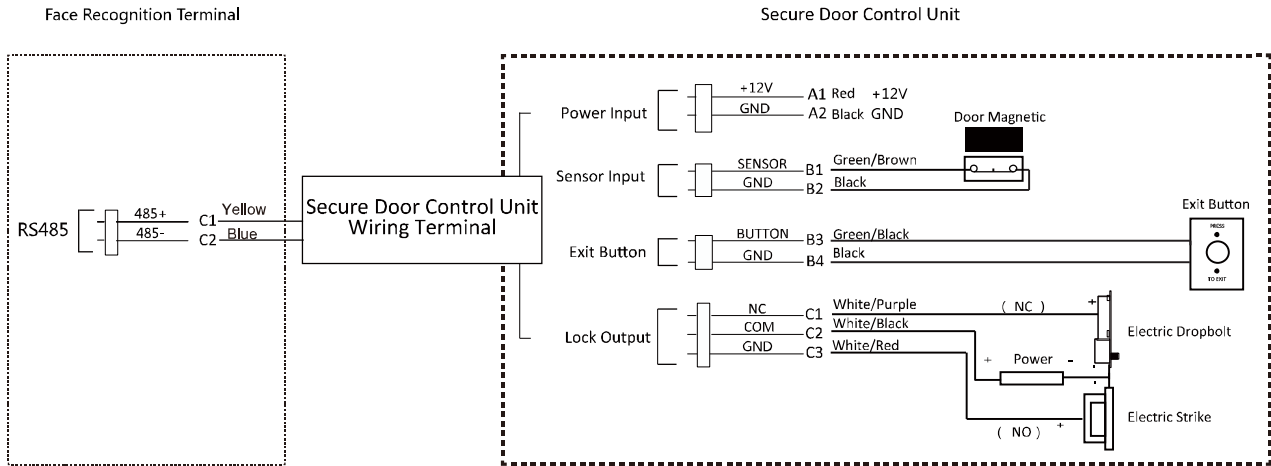 Face Recognition Terminal
Secure Door Control Unit
RS485
485+ C1 Yellow
485- C2 Blue
Secure Door Control Unit
Wiring Terminal
Power Input
+12V A1 Red +12V
GND A2 Black GND
Door Magnetic
Sensor Input
SENSOR B1 Green/Brown
GND B2 Black
Exit Button
PRESS
TO EXIT
Exit Button
BUTTON B3 Green/Black
GND B4 Black
Lock Output
NC C1 White/Purple ( NC ) +
COM C2 White/Black
GND C3 White/Red
Electric Dropbolt
+ Power -
Electric Strike
( NO ) +